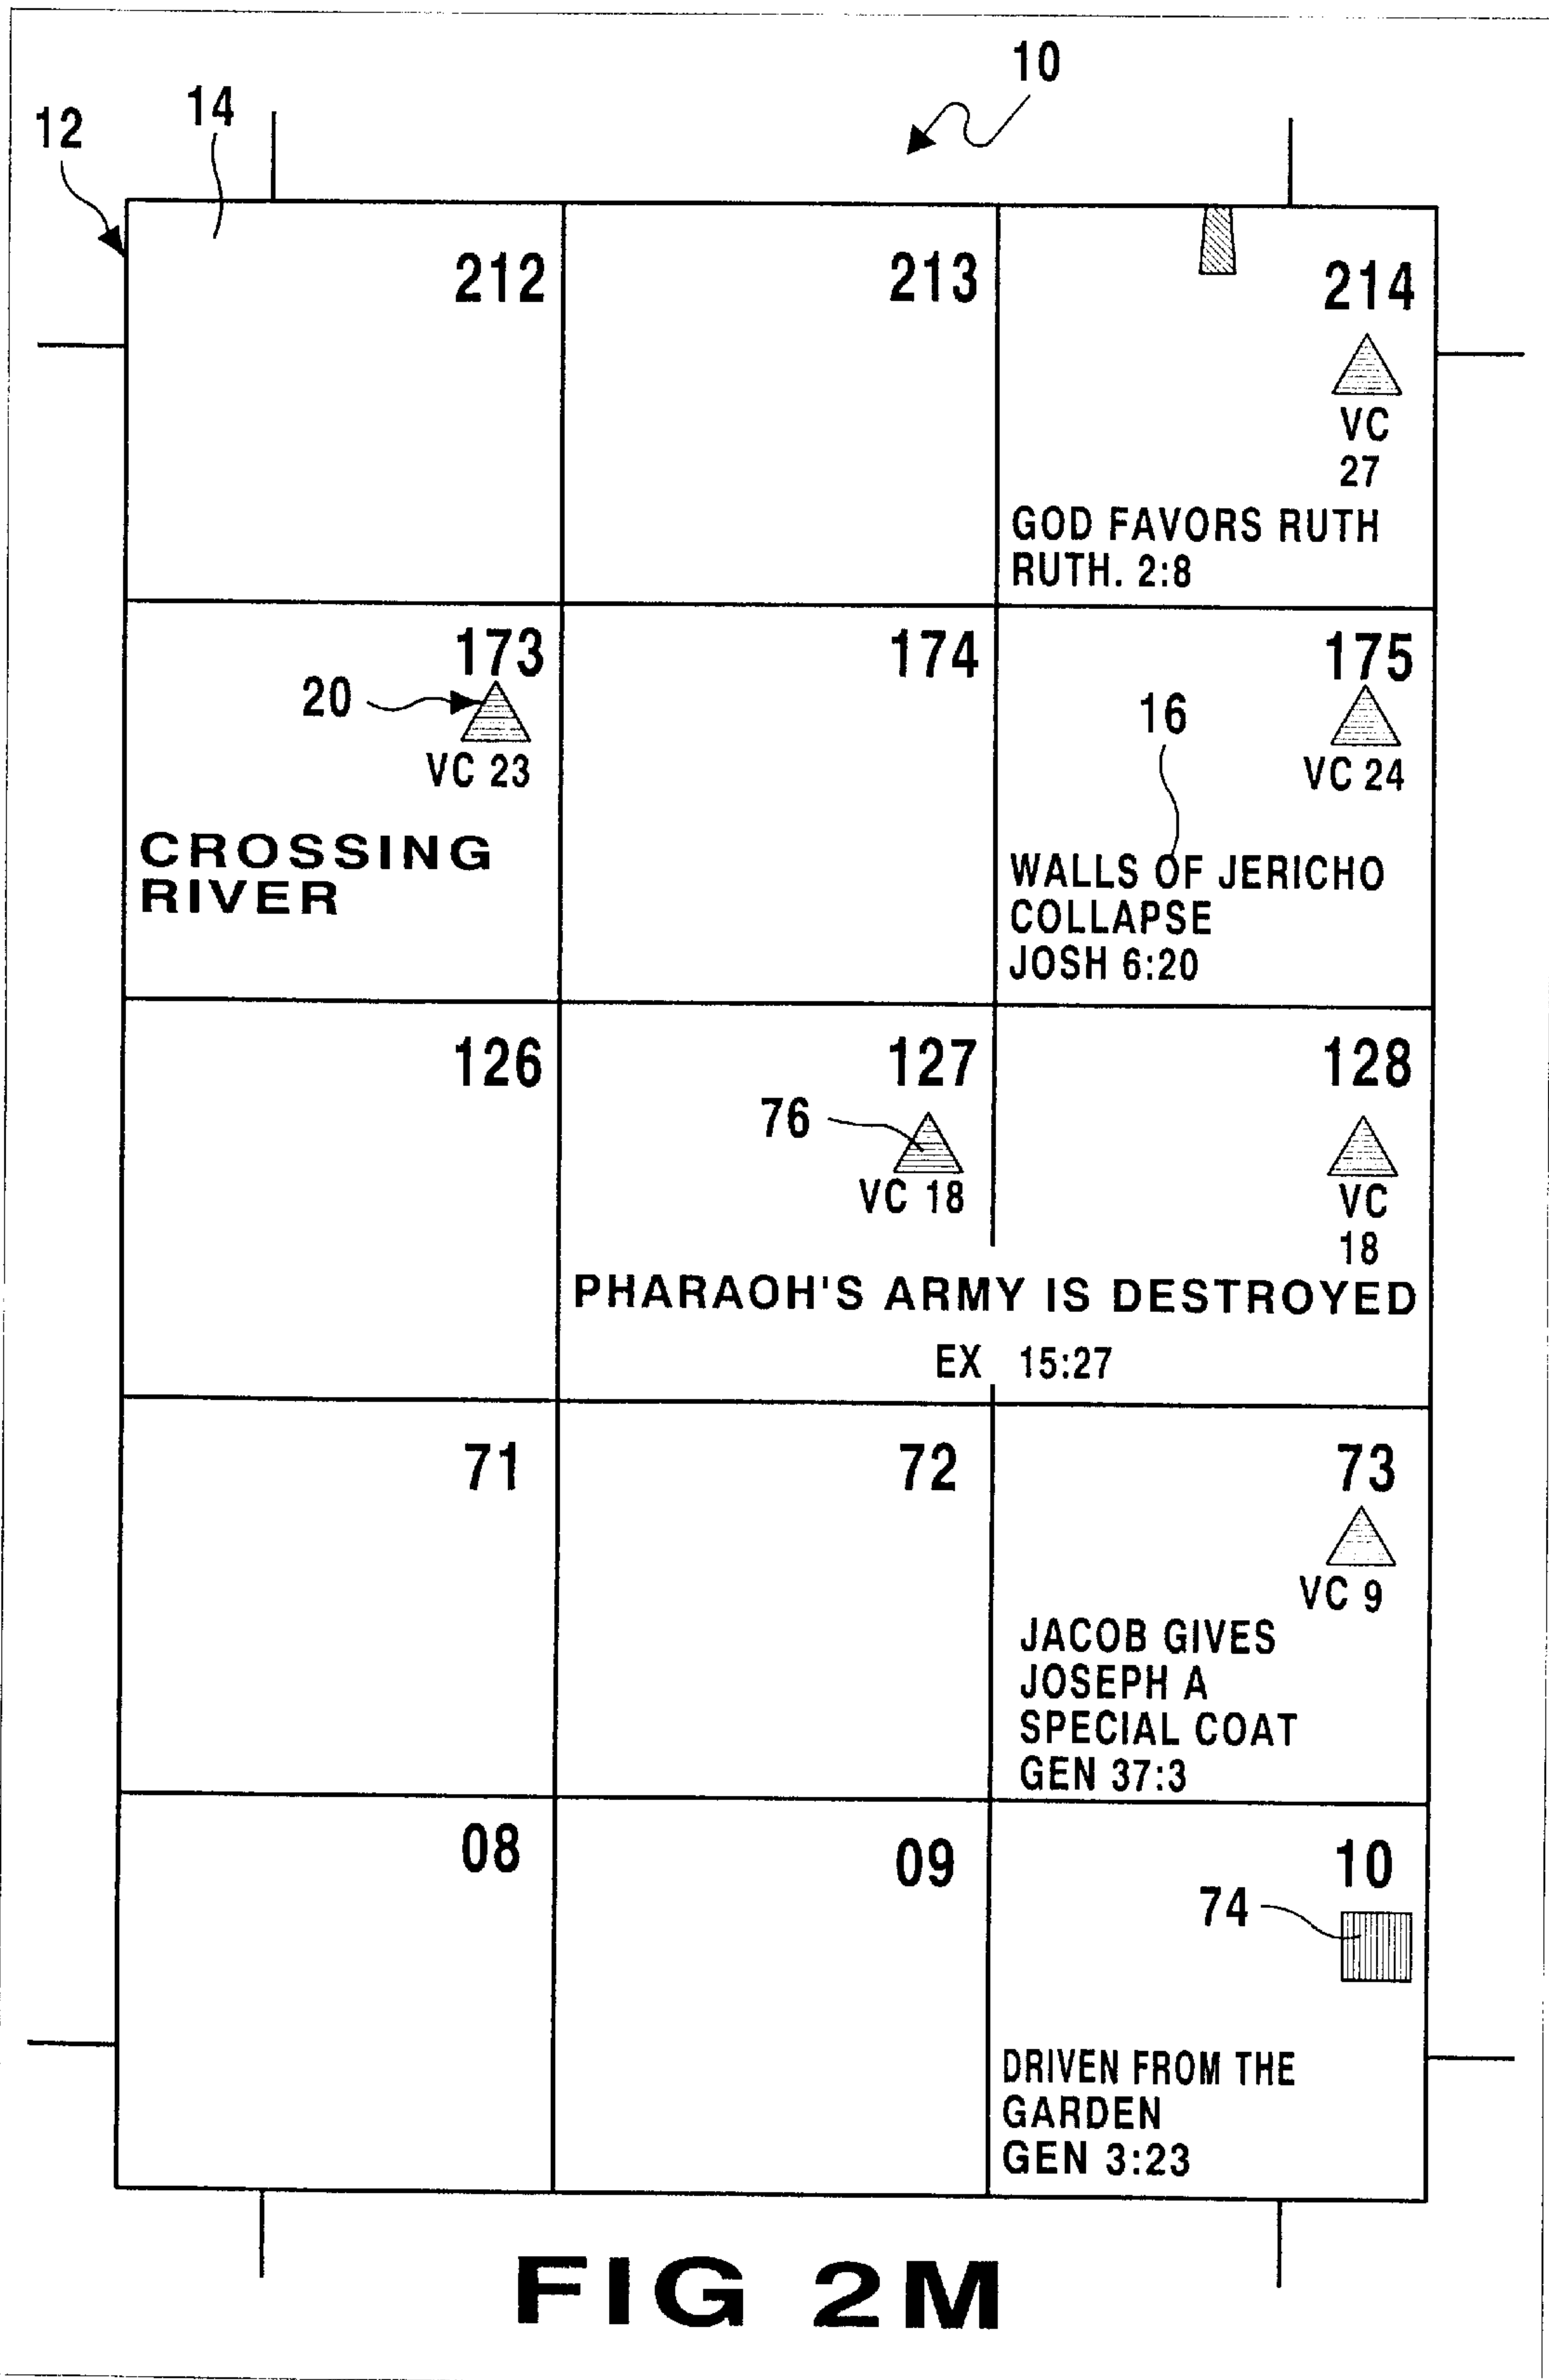 10
12
14
212
213
214
VC
27
GOD FAVORS RUTH
RUTH. 2:8
173
20
VC 23
CROSSING
RIVER
174
175
16
VC 24
WALLS OF JERICHO
COLLAPSE
JOSH 6:20
126
127
76
VC 18
128
VC
18
PHARAOH'S ARMY IS DESTROYED
EX 15:27
71
72
73
VC 9
JACOB GIVES
JOSEPH A
SPECIAL COAT
GEN 37:3
08
09
10
74
DRIVEN FROM THE
GARDEN
GEN 3:23
FIG 2M